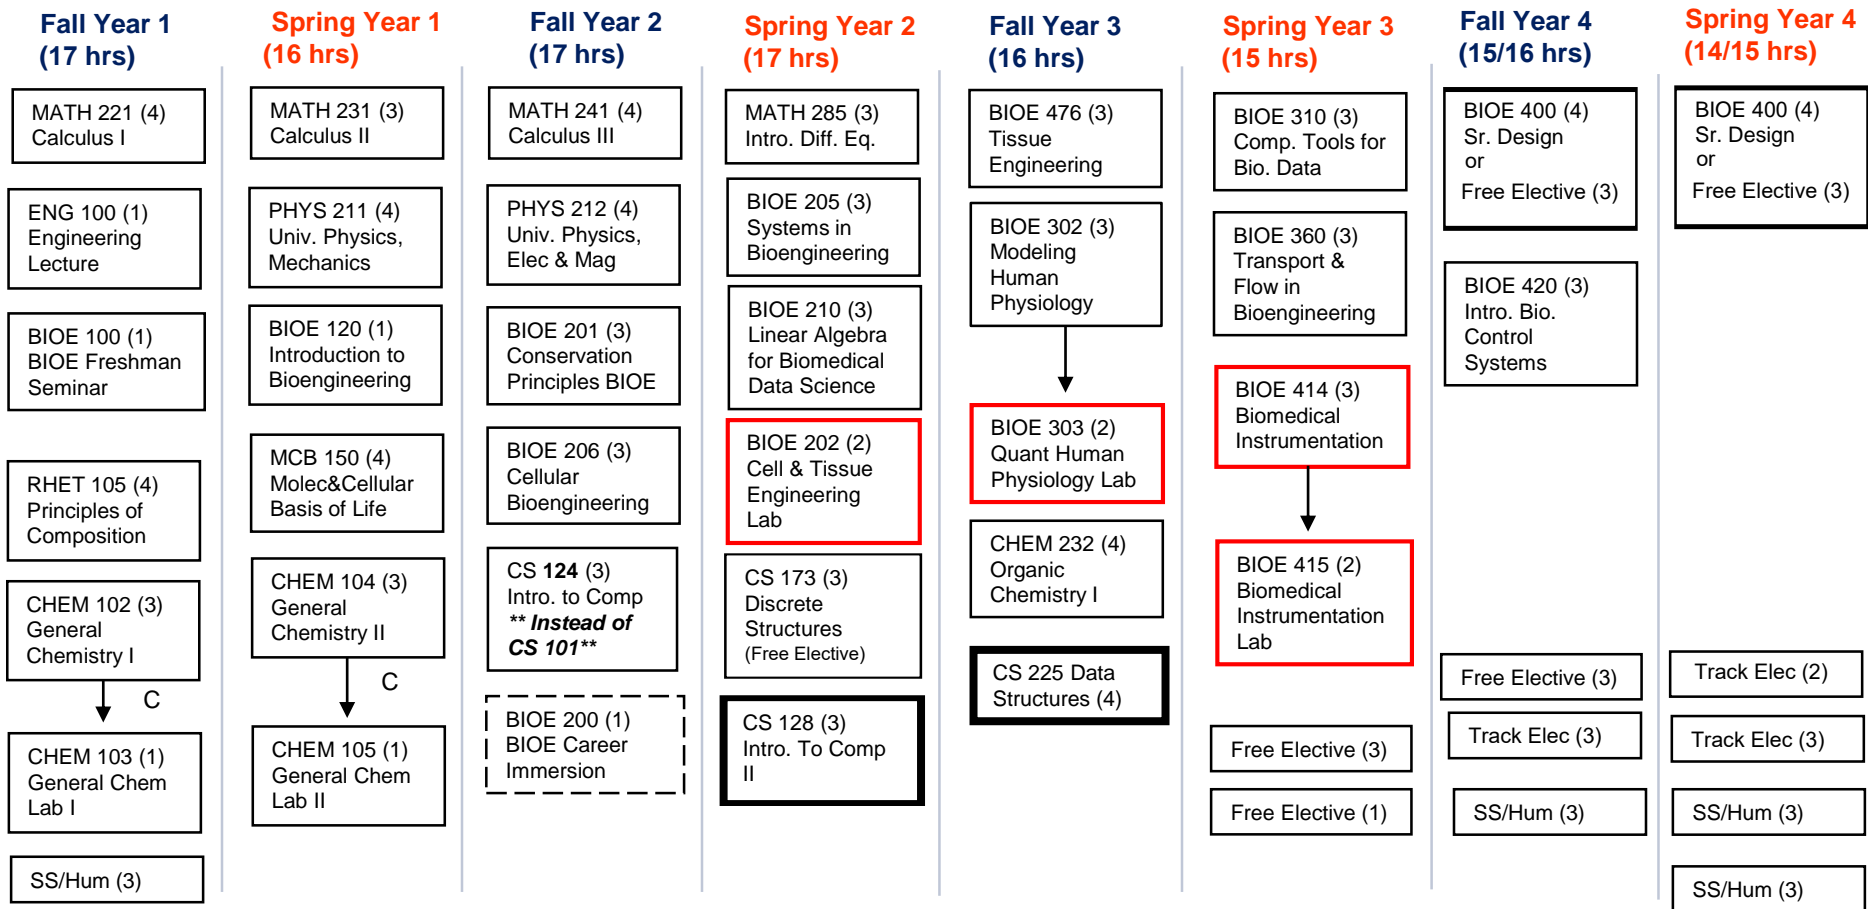 Fall Year 1
(17 hrs)
MATH 221 (4)
Calculus I
ENG 100 (1)
Engineering
Lecture
BIOE 100 (1)
BIOE Freshman
Seminar
RHET 105 (4)
Principles of
Composition
CHEM 102 (3)
General
Chemistry I
C
CHEM 103 (1)
General Chem
Lab I
SS/Hum (3)
Spring Year 1
(16 hrs)
MATH 231 (3)
Calculus II
PHYS 211 (4)
Univ. Physics,
Mechanics
BIOE 120 (1)
Introduction to
Bioengineering
MCB 150 (4)
Molec&Cellular
Basis of Life
CHEM 104 (3)
General
Chemistry II
C
CHEM 105 (1)
General Chem
Lab II
Fall Year 2
(17 hrs)
MATH 241 (4)
Calculus III
PHYS 212 (4)
Univ. Physics,
Elec & Mag
BIOE 201 (3)
Conservation
Principles BIOE
BIOE 206 (3)
Cellular
Bioengineering
CS 124 (3)
Intro. to Comp
** Instead of
CS 101**
BIOE 200 (1)
BIOE Career
Immersion
Spring Year 2
(17 hrs)
MATH 285 (3)
Intro. Diff. Eq.
BIOE 205 (3)
Systems in
Bioengineering
BIOE 210 (3)
Linear Algebra
for Biomedical
Data Science
BIOE 202 (2)
Cell & Tissue
Engineering
Lab
CS 173 (3)
Discrete
Structures
(Free Elective)
CS 128 (3)
Intro. To Comp
II
Fall Year 3
(16 hrs)
BIOE 476 (3)
Tissue
Engineering
BIOE 302 (3)
Modeling
Human
Physiology
BIOE 303 (2)
Quant Human
Physiology Lab
CHEM 232 (4)
Organic
Chemistry I
CS 225 Data
Structures (4)
Spring Year 3
(15 hrs)
BIOE 310 (3)
Comp. Tools for
Bio. Data
BIOE 360 (3)
Transport &
Flow in
Bioengineering
BIOE 414 (3)
Biomedical
Instrumentation
BIOE 415 (2)
Biomedical
Instrumentation
Lab
Free Elective (3)
Free Elective (1)
Fall Year 4
(15/16 hrs)
BIOE 400 (4)
Sr. Design
or
Free Elective (3)
BIOE 420 (3)
Intro. Bio.
Control
Systems
Free Elective (3)
Track Elec (3)
SS/Hum (3)
Spring Year 4
(14/15 hrs)
BIOE 400 (4)
Sr. Design
or
Free Elective (3)
Track Elec (2)
Track Elec (3)
SS/Hum (3)
SS/Hum (3)